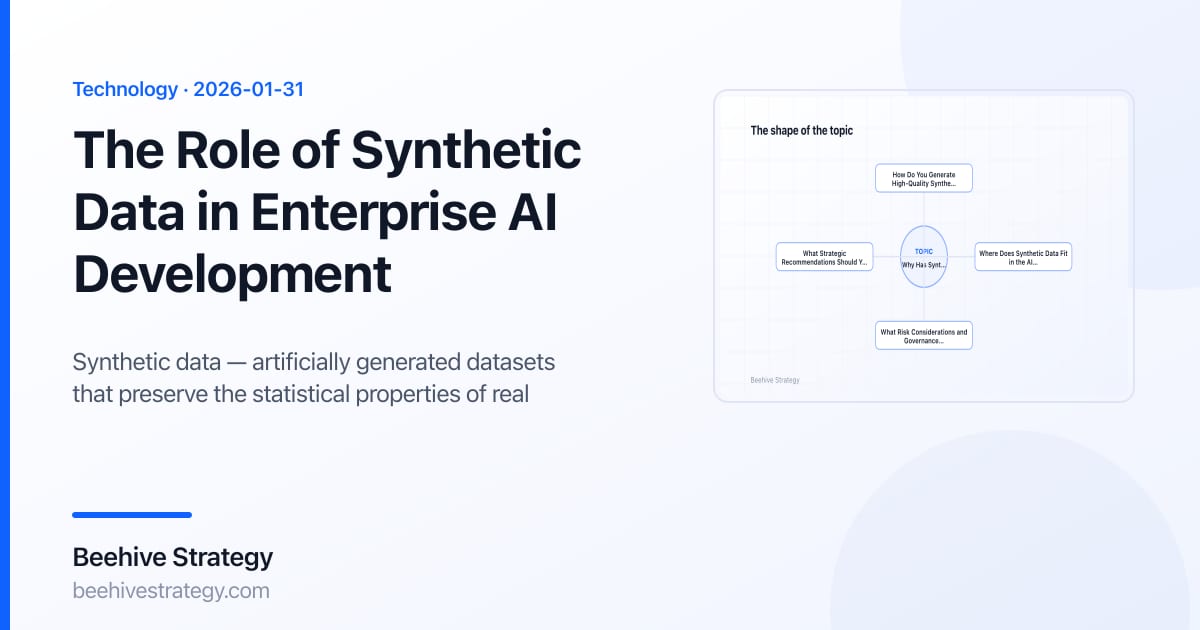 Technology · 2026-01-31
The Role of Synthetic
Data in Enterprise AI
Development
Synthetic data — artificially generated datasets
that preserve the statistical properties of real
Beehive Strategy
beehivestrategy.com
The shape of the topic
How Do You Generate
High-Quality Synthe...
What Strategic
Recommendations Should Y...
TOPIC
Why Has Synt...
Where Does Synthetic Data Fit
in the AI...
What Risk Considerations and
Governance...
Beehive Strategy